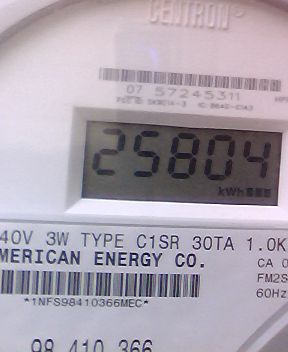 CENTRON®
07 57245311
25804
kWh
40V 3W TYPE C1SR 30TA 1.0K
MERICAN ENERGY CO. CA 0
FM2S
*1NFS98410366MEC* 60Hz
98 410 366